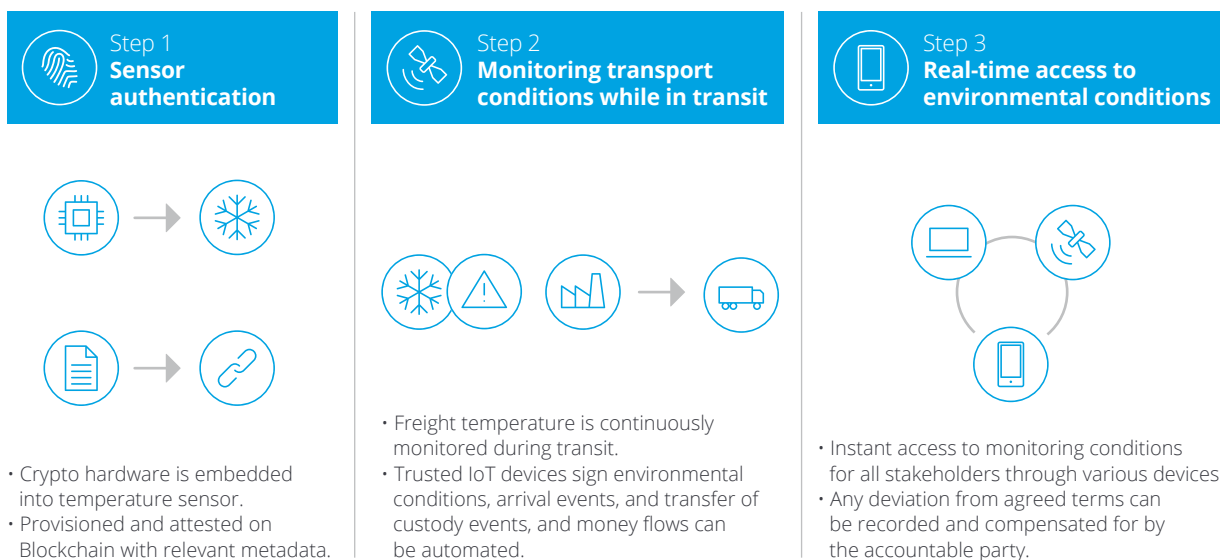 Step 1
Sensor
authentication
• Crypto hardware is embedded
into temperature sensor.
• Provisioned and attested on
Blockchain with relevant metadata.
Step 2
Monitoring transport
conditions while in transit
• Freight temperature is continuously
monitored during transit.
• Trusted IoT devices sign environmental
conditions, arrival events, and transfer of
custody events, and money flows can
be automated.
Step 3
Real-time access to
environmental conditions
• Instant access to monitoring conditions
for all stakeholders through various devices
• Any deviation from agreed terms can
be recorded and compensated for by
the accountable party.